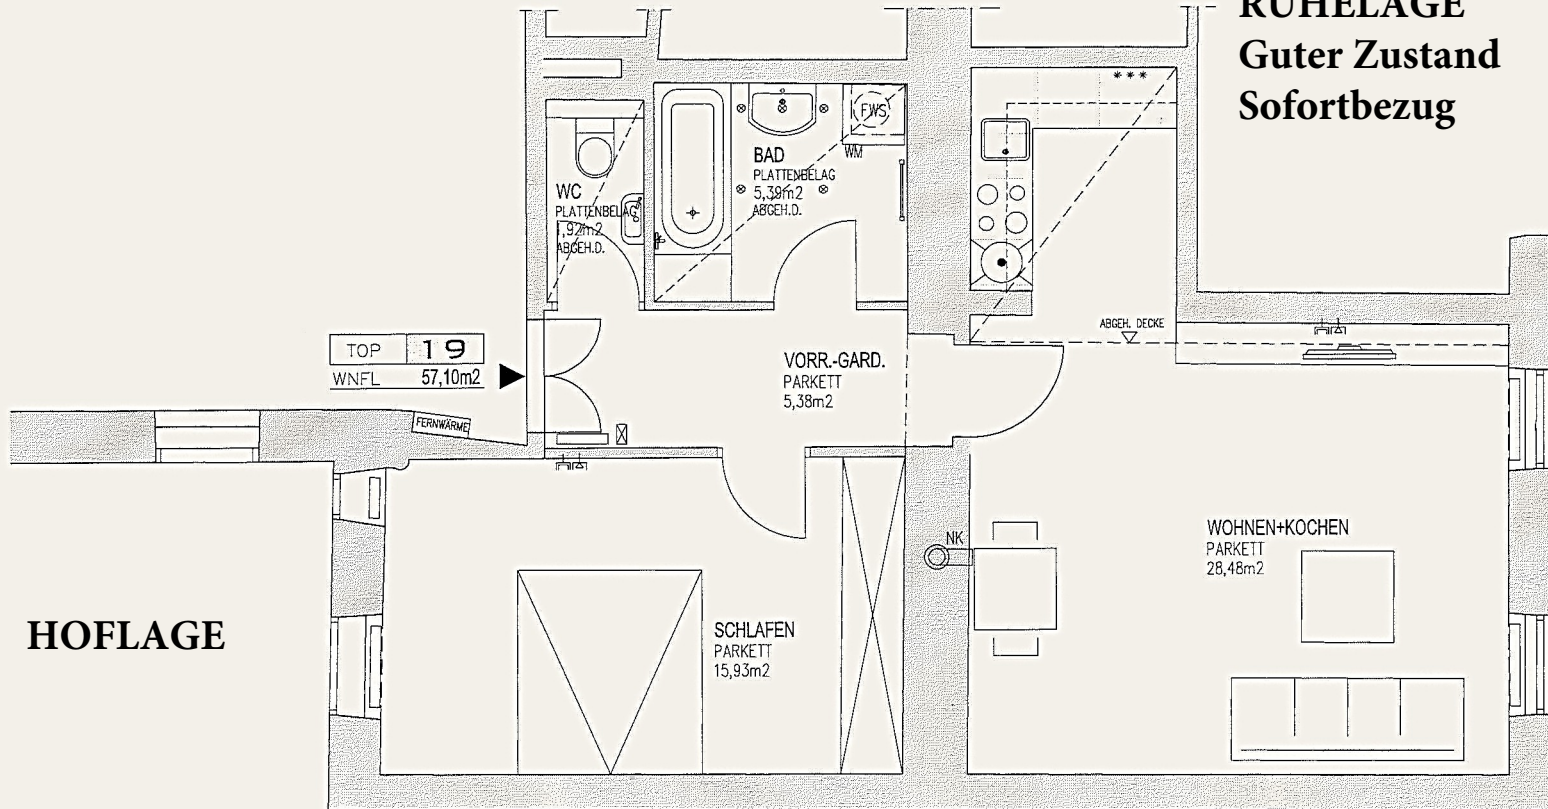 RUHELAGE
Guter Zustand
Sofortbezug
***
FWS
WM
BAD
PLATTENBELAG
5,39m2
ABGEH.D.
WC
PLATTENBELAG
1,92m2
ABGEH.D.
ABGEH. DECKE
TOP 19
WNFL 57,10m2
VORR.-GARD.
PARKETT
5,38m2
FERNWÄRME
NK
WOHNEN+KOCHEN
PARKETT
28,48m2
HOFLAGE
SCHLAFEN
PARKETT
15,93m2